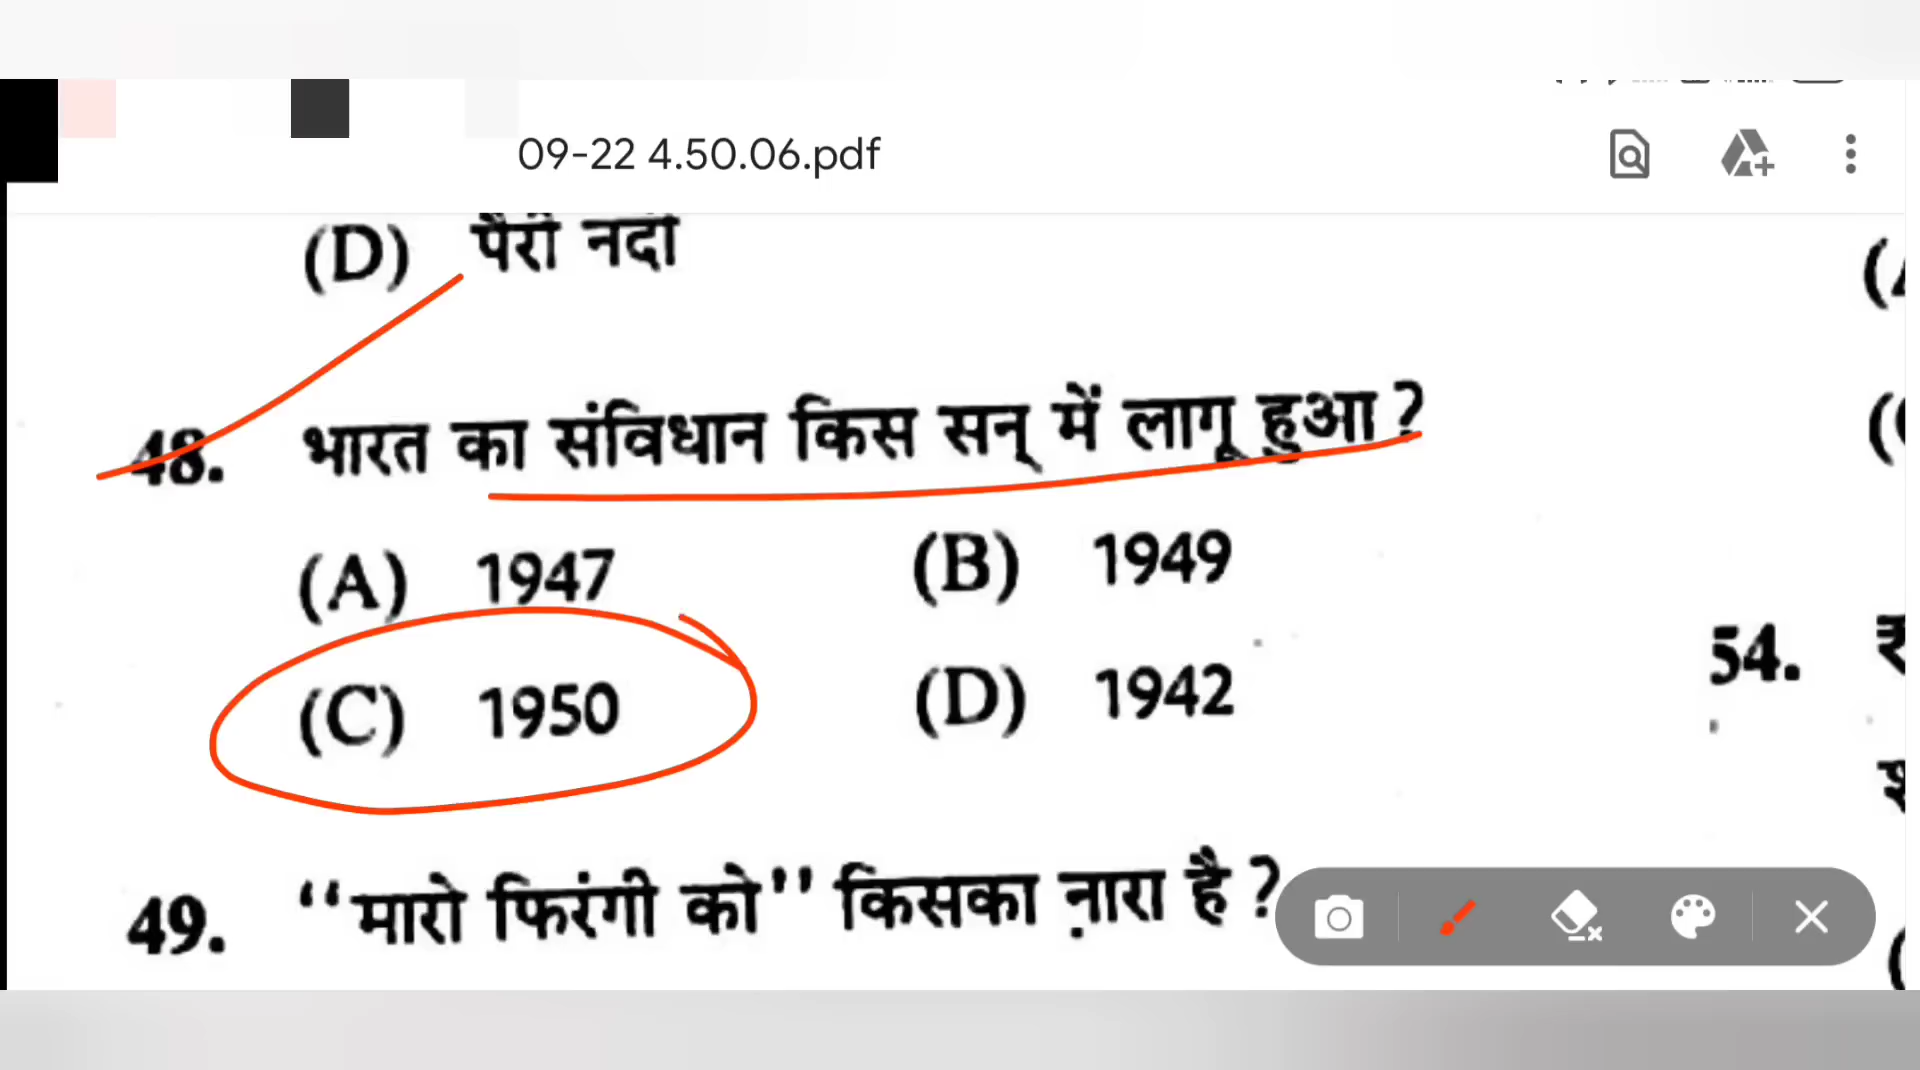 09-22 4.50.06.pdf
(D) पैरी नदी
48. भारत का संविधान किस सन् में लागू हुआ ?
(A) 1947 (B) 1949
(C) 1950 (D) 1942
54.
49. “मारो फिरंगी को” किसका नारा है ?